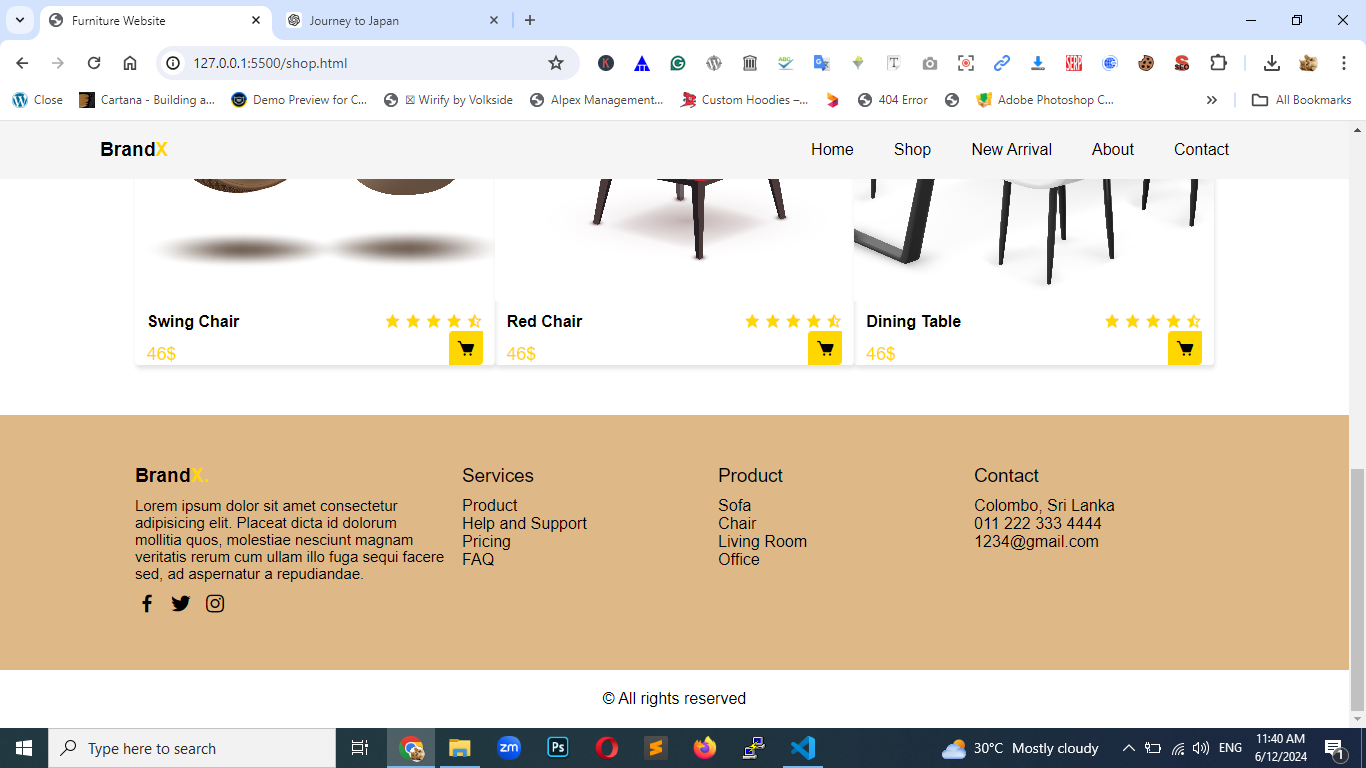 Furniture Website
Journey to Japan
127.0.0.1:5500/shop.html
Close
Cartana - Building a...
Demo Preview for C...
☒ Wirify by Volkside
Alpex Management...
Custom Hoodies –...
404 Error
Adobe Photoshop C...
All Bookmarks
BrandX
Home
Shop
New Arrival
About
Contact
Swing Chair
46$
Red Chair
46$
Dining Table
46$
BrandX.
Lorem ipsum dolor sit amet consectetur
adipisicing elit. Placeat dicta id dolorum
mollitia quos, molestiae nesciunt magnam
veritatis rerum cum ullam illo fuga sequi facere
sed, ad aspernatur a repudiandae.
Services
Product
Help and Support
Pricing
FAQ
Product
Sofa
Chair
Living Room
Office
Contact
Colombo, Sri Lanka
011 222 333 4444
1234@gmail.com
© All rights reserved
Type here to search
zm
Ps
30°C Mostly cloudy
ENG
11:40 AM
6/12/2024
1